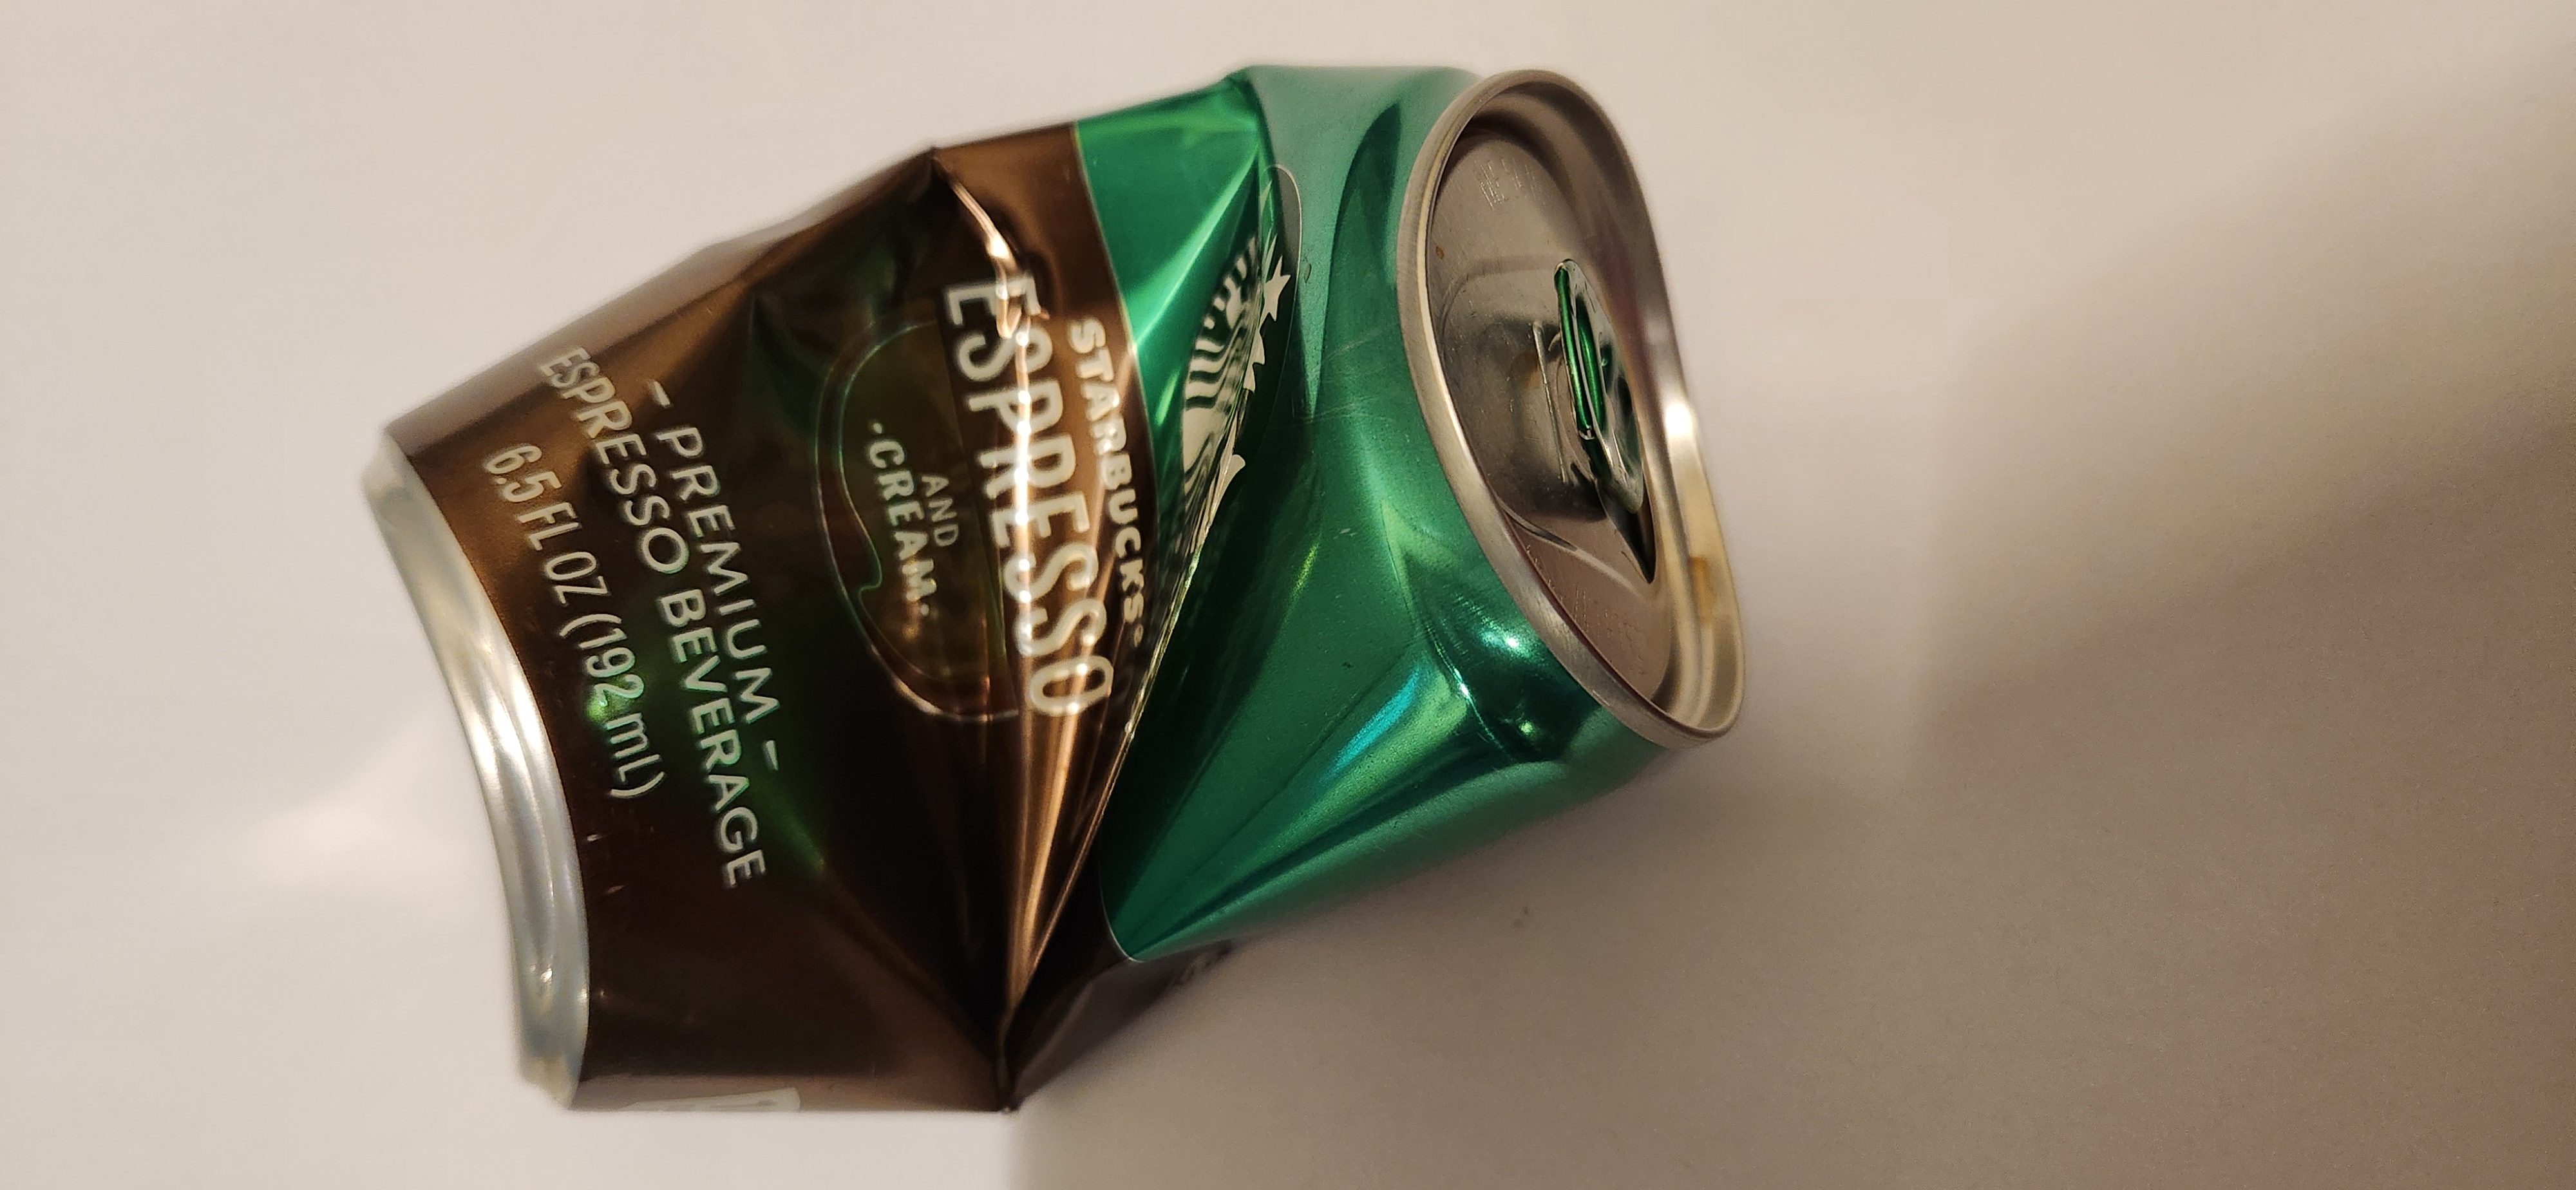 STARBUCKS®
ESPRESSO
AND
·CREAM·
- PREMIUM -
ESPRESSO BEVERAGE
6.5 FL OZ (192 mL)